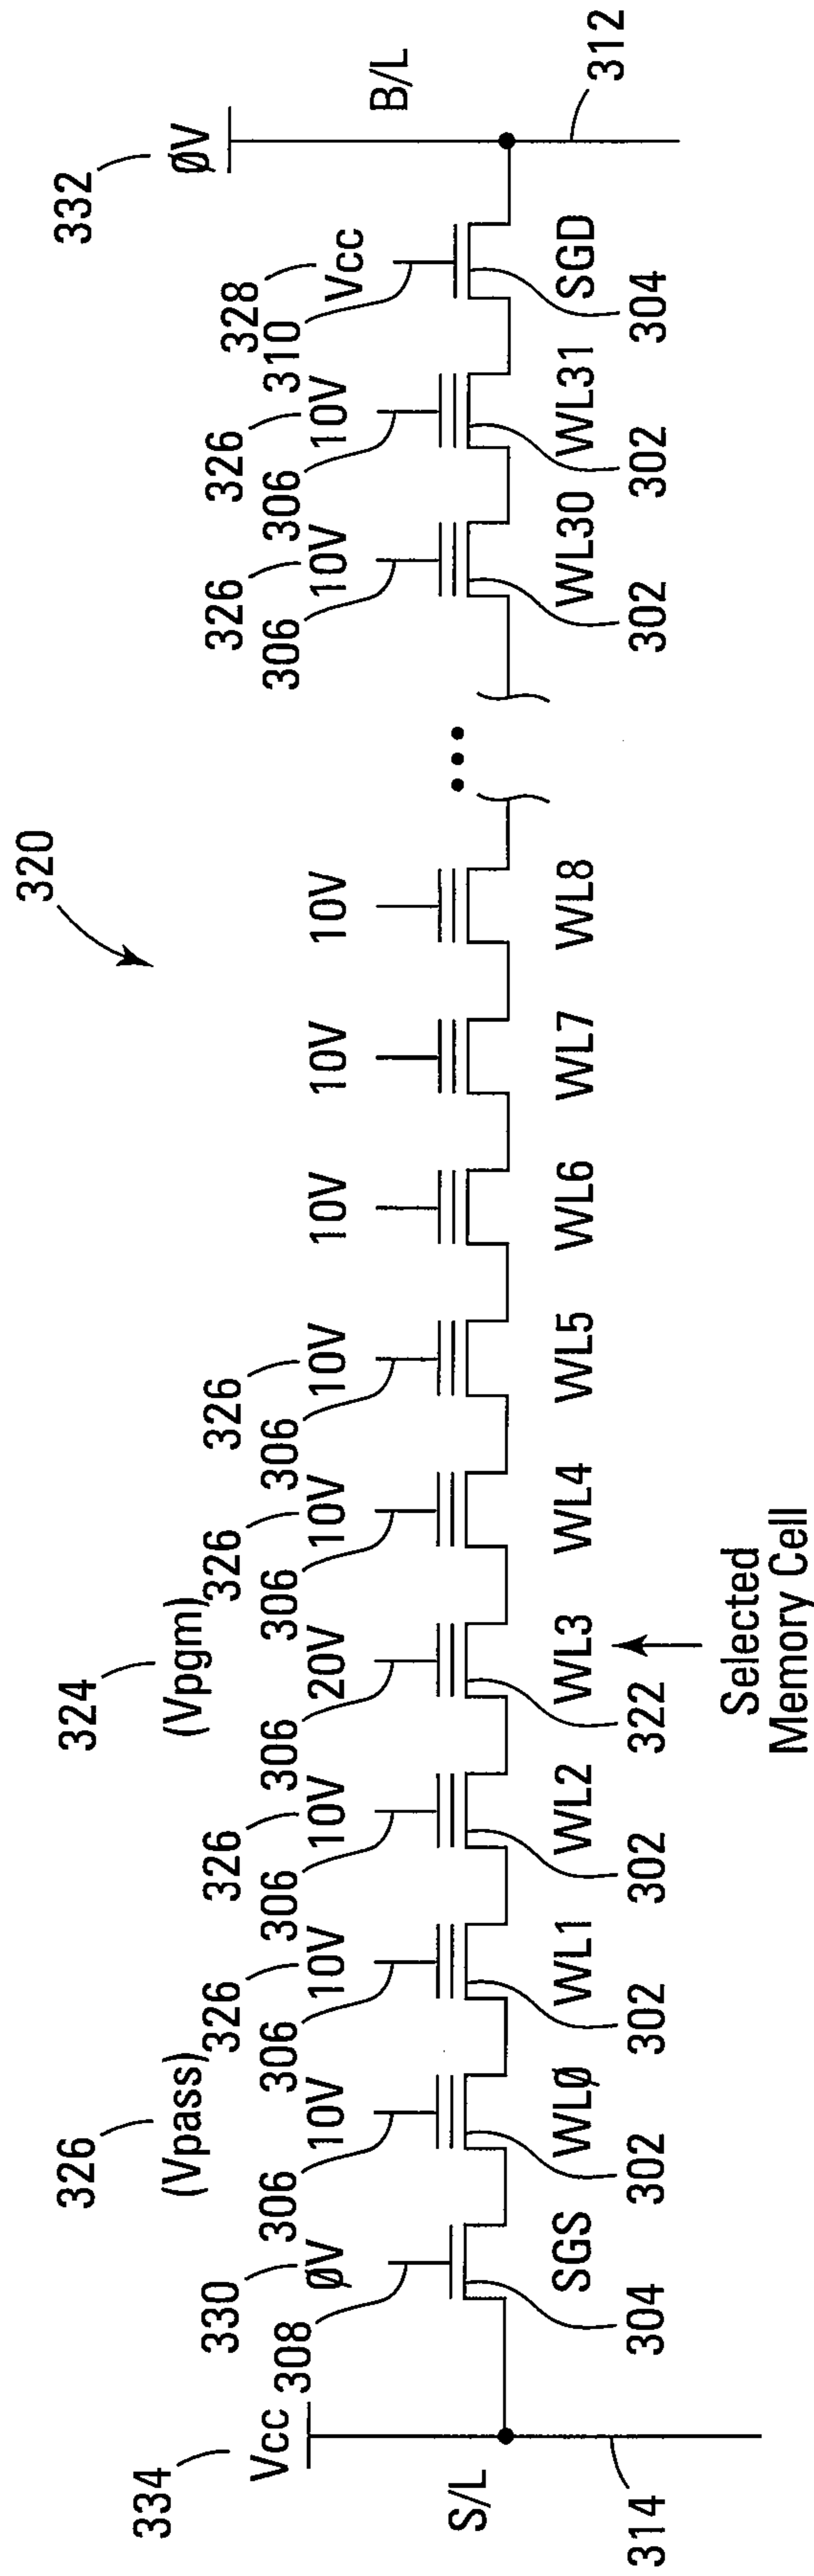 320
334
Vcc
S/L
314
330
ØV
308
SGS
304
326
(Vpass)
10V
306
WLØ
302
326
10V
306
WL1
302
326
10V
306
WL2
302
324
(Vpgm)
20V
306
WL3
322
Selected
Memory Cell
326
10V
306
WL4
326
10V
306
WL5
10V
WL6
10V
WL7
10V
WL8
•••
326
10V
306
WL30
302
326
10V
306
WL31
302
328
Vcc
310
SGD
304
332
ØV
B/L
312